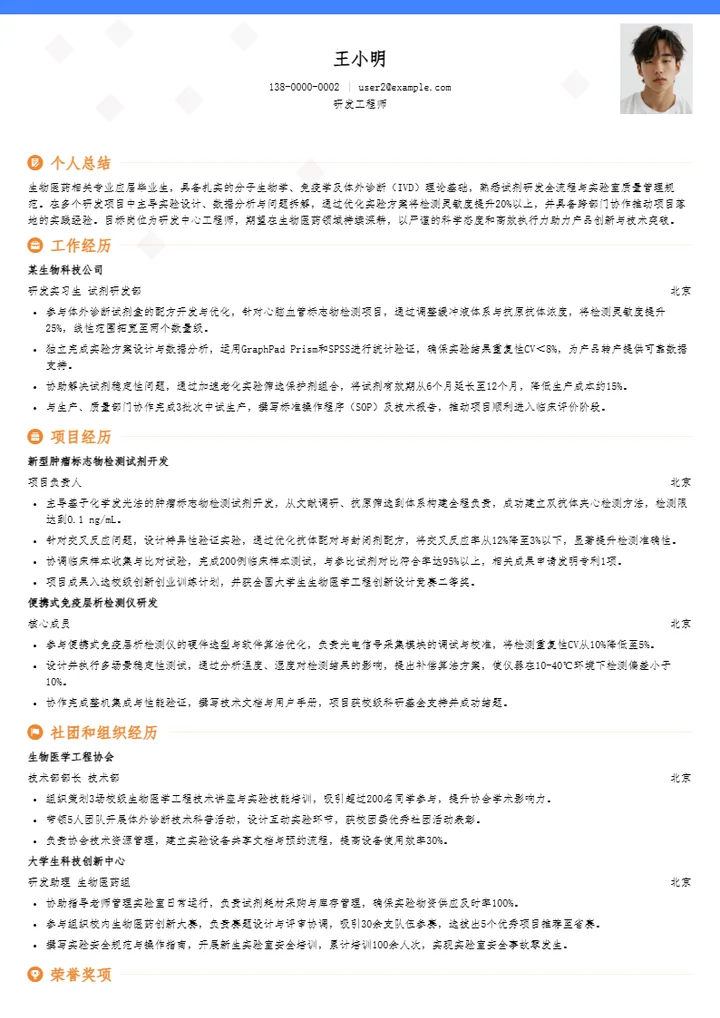 王小明
138-0000-0002 | user2@example.com
研发工程师
个人总结
生物医药相关专业应届毕业生，具备扎实的分子生物学、免疫学及体外诊断（IVD）理论基础，熟悉试剂研发全流程与实验室质量管理规
范。在多个研发项目中主导实验设计、数据分析与问题拆解，通过优化实验方案将检测灵敏度提升20%以上，并具备跨部门协作推动项目落
地的实践经验。目标岗位为研发中心工程师，期望在生物医药领域持续深耕，以严谨的科学态度和高效执行力助力产品创新与技术突破。
工作经历
某生物科技公司
研发实习生 试剂研发部 北京
• 参与体外诊断试剂盒的配方开发与优化，针对心脑血管标志物检测项目，通过调整缓冲液体系与抗原抗体浓度，将检测灵敏度提升
25%，线性范围拓宽至两个数量级。
• 独立完成实验方案设计与数据分析，运用GraphPad Prism和SPSS进行统计验证，确保实验结果重复性CV＜8%，为产品转产提供可靠数据
支持。
• 协助解决试剂稳定性问题，通过加速老化实验筛选保护剂组合，将试剂有效期从6个月延长至12个月，降低生产成本约15%。
• 与生产、质量部门协作完成3批次中试生产，撰写标准操作程序（SOP）及技术报告，推动项目顺利进入临床评价阶段。
项目经历
新型肿瘤标志物检测试剂开发
项目负责人 北京
• 主导基于化学发光法的肿瘤标志物检测试剂开发，从文献调研、抗原筛选到体系构建全程负责，成功建立双抗体夹心检测方法，检测限
达到0.1 ng/mL。
• 针对交叉反应问题，设计特异性验证实验，通过优化抗体配对与封闭剂配方，将交叉反应率从12%降至3%以下，显著提升检测准确性。
• 协调临床样本收集与比对试验，完成200例临床样本测试，与参比试剂对比符合率达95%以上，相关成果申请发明专利1项。
• 项目成果入选校级创新创业训练计划，并获全国大学生生物医学工程创新设计竞赛二等奖。
便携式免疫层析检测仪研发
核心成员 北京
• 参与便携式免疫层析检测仪的硬件选型与软件算法优化，负责光电信号采集模块的调试与校准，将检测重复性CV从10%降低至5%。
• 设计并执行多场景稳定性测试，通过分析温度、湿度对检测结果的影响，提出补偿算法方案，使仪器在10-40℃环境下检测偏差小于
10%。
• 协作完成整机集成与性能验证，撰写技术文档与用户手册，项目获校级科研基金支持并成功结题。
社团和组织经历
生物医学工程协会
技术部部长 技术部 北京
• 组织策划3场校级生物医学工程技术讲座与实验技能培训，吸引超过200名同学参与，提升协会学术影响力。
• 带领5人团队开展体外诊断技术科普活动，设计互动实验环节，获校团委优秀社团活动表彰。
• 负责协会技术资源管理，建立实验设备共享文档与预约流程，提高设备使用效率30%。
大学生科技创新中心
研发助理 生物医药组 北京
• 协助指导老师管理实验室日常运行，负责试剂耗材采购与库存管理，确保实验物资供应及时率100%。
• 参与组织校内生物医药创新大赛，负责赛题设计与评审协调，吸引30余支队伍参赛，选拔出5个优秀项目推荐至省赛。
• 撰写实验安全规范与操作指南，开展新生实验室安全培训，累计培训100余人次，实现实验室安全事故零发生。
荣誉奖项